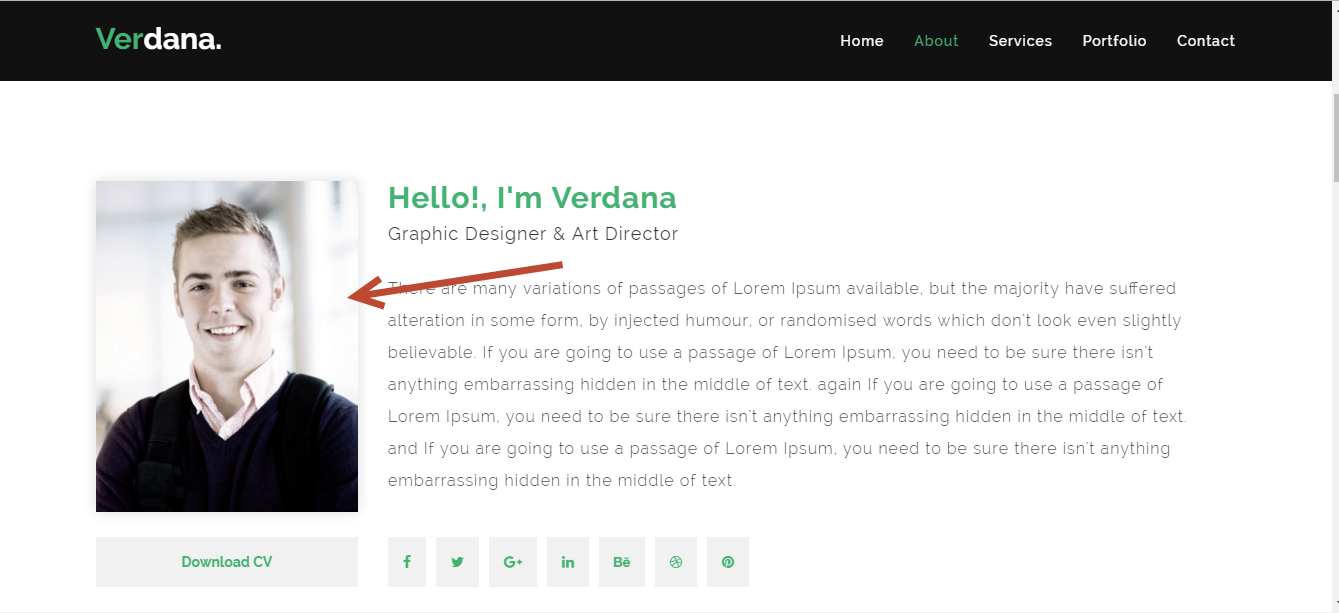 Verdana.
Home About Services Portfolio Contact
Hello!, I'm Verdana
Graphic Designer & Art Director
There are many variations of passages of Lorem Ipsum available, but the majority have suffered
alteration in some form, by injected humour, or randomised words which don't look even slightly
believable. If you are going to use a passage of Lorem Ipsum, you need to be sure there isn't
anything embarrassing hidden in the middle of text. again If you are going to use a passage of
Lorem Ipsum, you need to be sure there isn't anything embarrassing hidden in the middle of text.
and If you are going to use a passage of Lorem Ipsum, you need to be sure there isn't anything
embarrassing hidden in the middle of text.
Download CV
f G+ in Bē